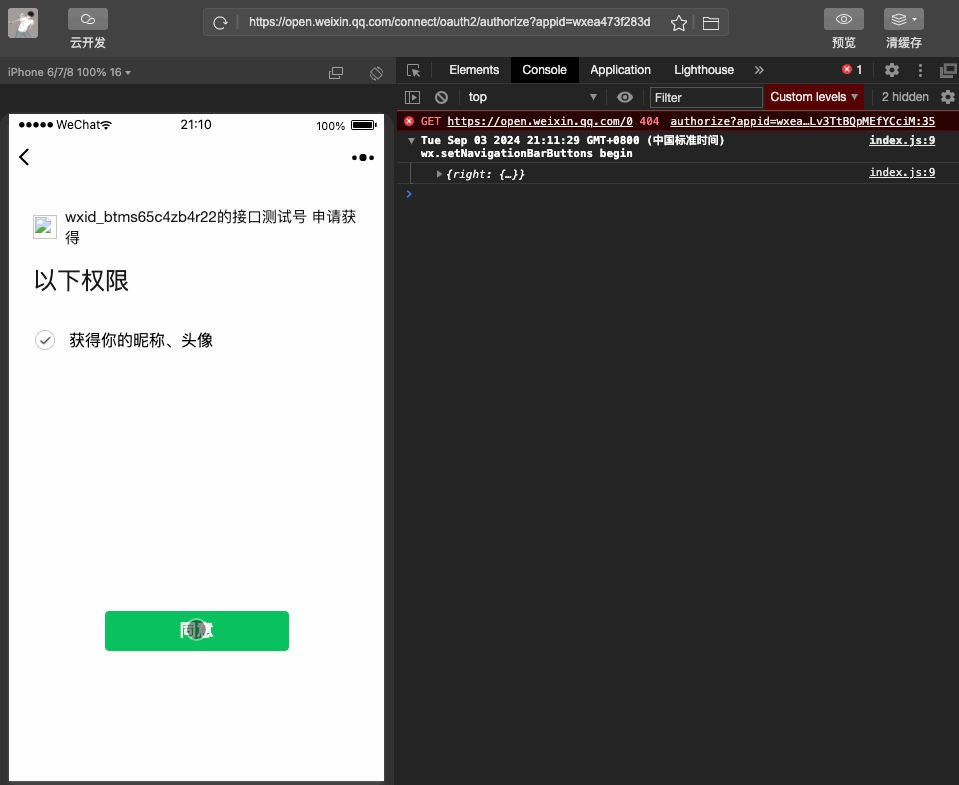 云开发
https://open.weixin.qq.com/connect/oauth2/authorize?appid=wxea473f283d
预览
清缓存
iPhone 6/7/8 100% 16
Elements
Console
Application
Lighthouse
1
top
Filter
Custom levels
2 hidden
WeChat
21:10
100%
wxid_btms65c4zb4r22的接口测试号 申请获
得
以下权限
获得你的昵称、头像
同意
GET https://open.weixin.qq.com/0 404
authorize?appid=wxea…Lv3TtBQpMEfYCciM:35
Tue Sep 03 2024 21:11:29 GMT+0800 (中国标准时间)
index.js:9
wx.setNavigationBarButtons begin
{right: {…}}
index.js:9